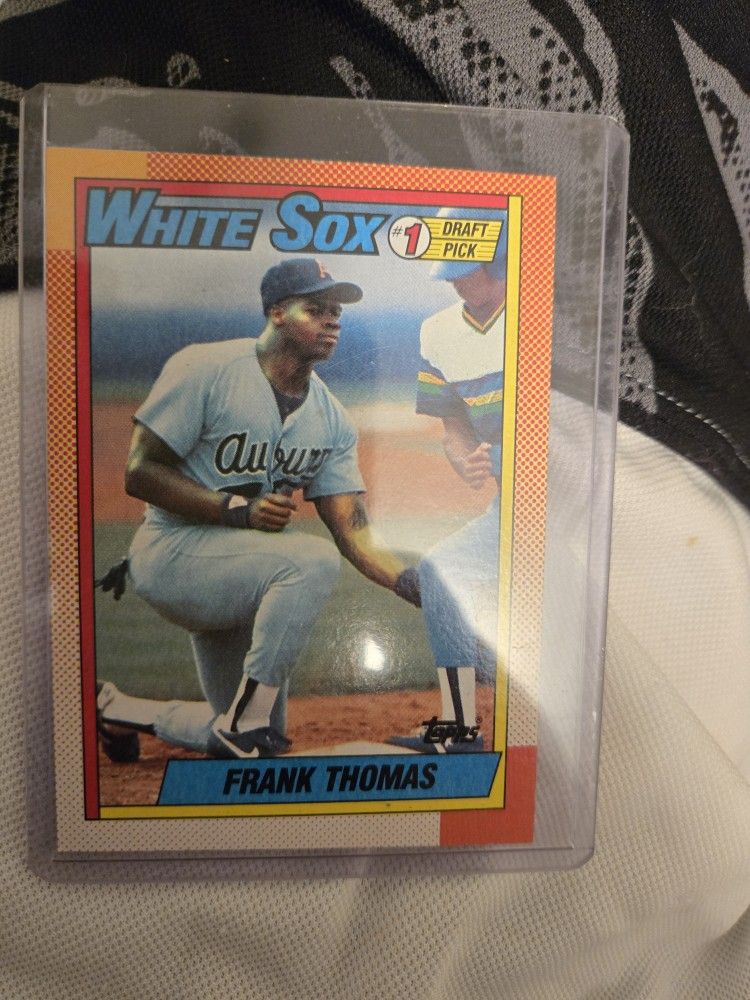 WHITE SOX
#1 DRAFT
PICK
Auburn
topps
FRANK THOMAS